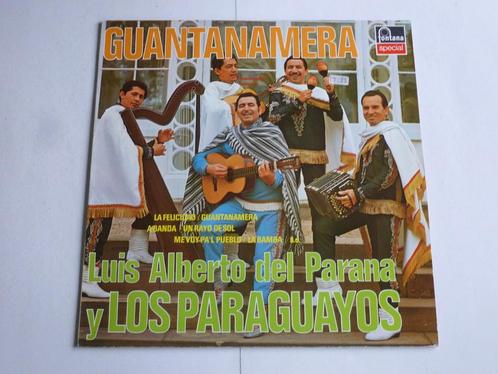 GUANTANAMERA
fontana
special
LA FELICIDAD / GUANTANAMERA
A BANDA / UN RAYO DE SOL
ME VOY PA'L PUEBLO / LA BAMBA / a.o.
Luis Alberto del Parana
y LOS PARAGUAYOS